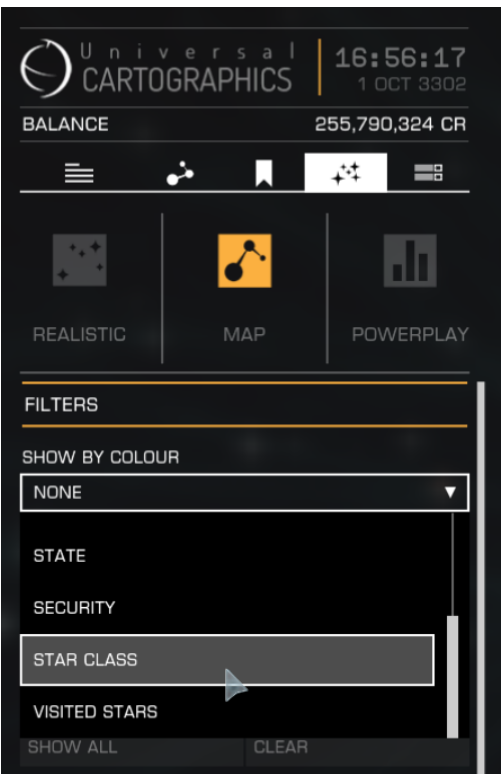 Universal
CARTOGRAPHICS
16:56:17
1 OCT 3302
BALANCE 255,790,324 CR
REALISTIC MAP POWERPLAY
FILTERS
SHOW BY COLOUR
NONE
STATE
SECURITY
STAR CLASS
VISITED STARS
SHOW ALL CLEAR